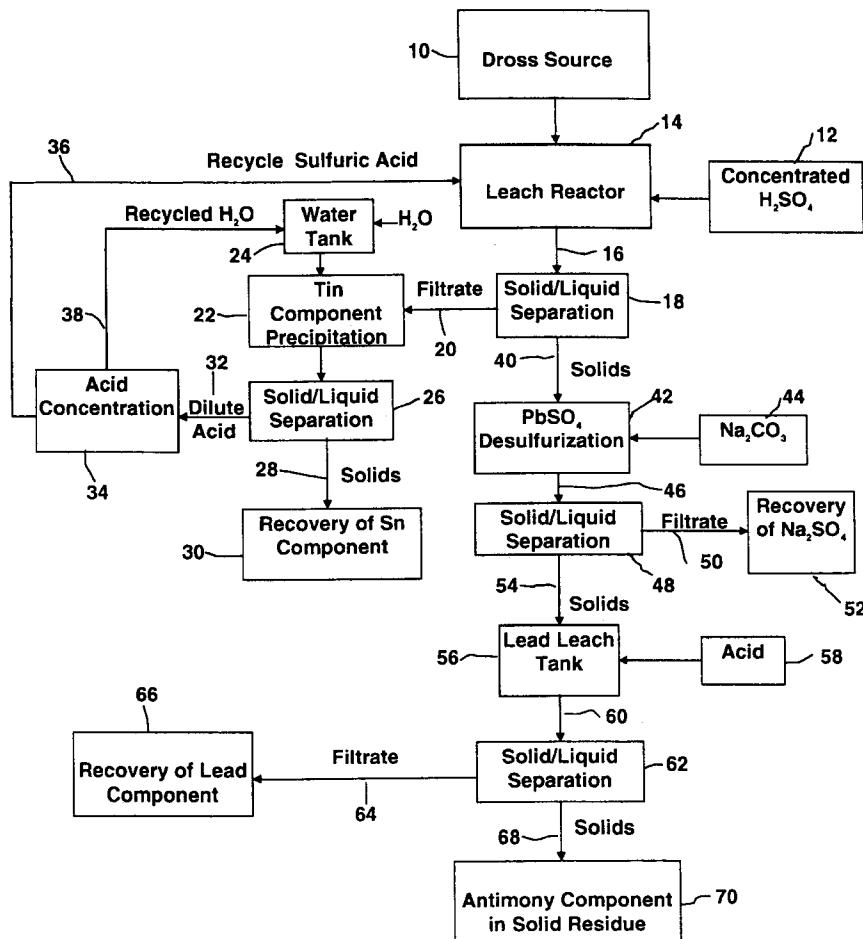 10
Dross Source
14
12
36
Recycle Sulfuric Acid
Leach Reactor
Concentrated
H₂SO₄
Recycled H₂O
Water
Tank
H₂O
24
16
38
22
Tin
Component
Precipitation
Filtrate
20
Solid/Liquid
Separation
18
40
Solids
32
Acid
Concentration
Dilute
Acid
Solid/Liquid
Separation
26
34
28
Solids
PbSO₄
Desulfurization
42
44
Na₂CO₃
46
30
Recovery of Sn
Component
Solid/Liquid
Separation
48
Filtrate
50
Recovery
of Na₂SO₄
52
54
Solids
56
Lead Leach
Tank
Acid
58
60
66
Recovery of Lead
Component
Filtrate
64
Solid/Liquid
Separation
62
68
Solids
Antimony Component
in Solid Residue
70